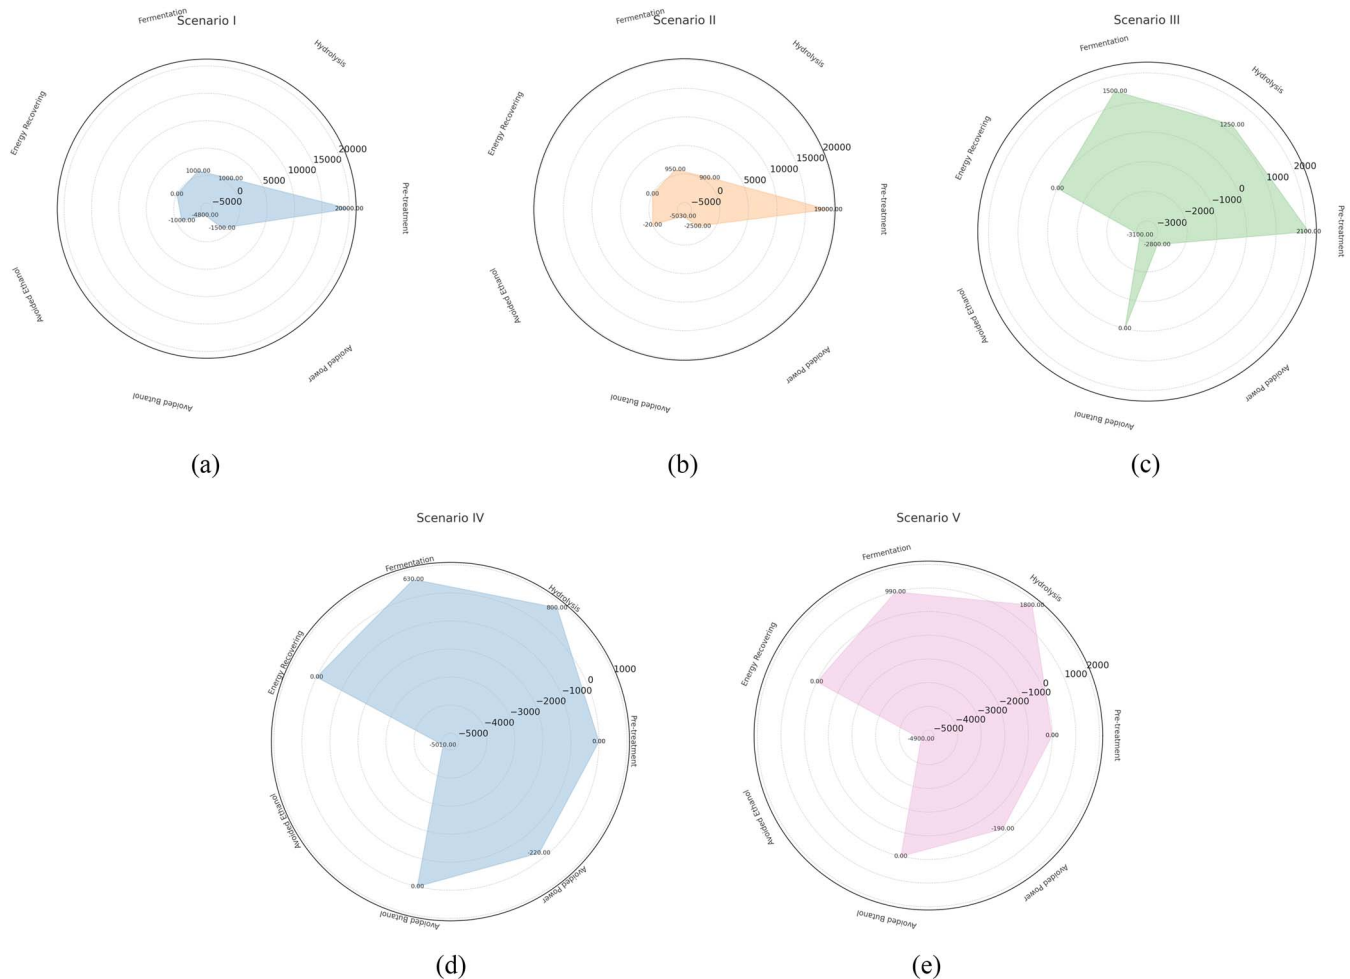 Scenario I
Fermentation
Hydrolysis
Energy Recovering
Pre-treatment
Avoided Ethanol
Avoided Butanol
Avoided Power
20000
15000
10000
5000
0
−5000
1000.00
1000.00
0.00
20000.00
-4800.00
-1000.00
-1500.00
(a)
Scenario II
Fermentation
Hydrolysis
Energy Recovering
Pre-treatment
Avoided Ethanol
Avoided Butanol
Avoided Power
20000
15000
10000
5000
0
−5000
950.00
900.00
0.00
19000.00
-5030.00
-20.00
-2500.00
(b)
Scenario III
Fermentation
Hydrolysis
Energy Recovering
Pre-treatment
Avoided Ethanol
Avoided Butanol
Avoided Power
2000
1000
0
−1000
−2000
−3000
1500.00
1250.00
0.00
2100.00
-3100.00
-2800.00
0.00
(c)
Scenario IV
Fermentation
Hydrolysis
Energy Recovering
Pre-treatment
Avoided Ethanol
Avoided Butanol
Avoided Power
1000
0
−1000
−2000
−3000
−4000
−5000
630.00
800.00
0.00
0.00
-5010.00
-220.00
0.00
(d)
Scenario V
Fermentation
Hydrolysis
Energy Recovering
Pre-treatment
Avoided Ethanol
Avoided Butanol
Avoided Power
2000
1000
0
−1000
−2000
−3000
−4000
−5000
990.00
1800.00
0.00
0.00
-4900.00
-190.00
0.00
(e)